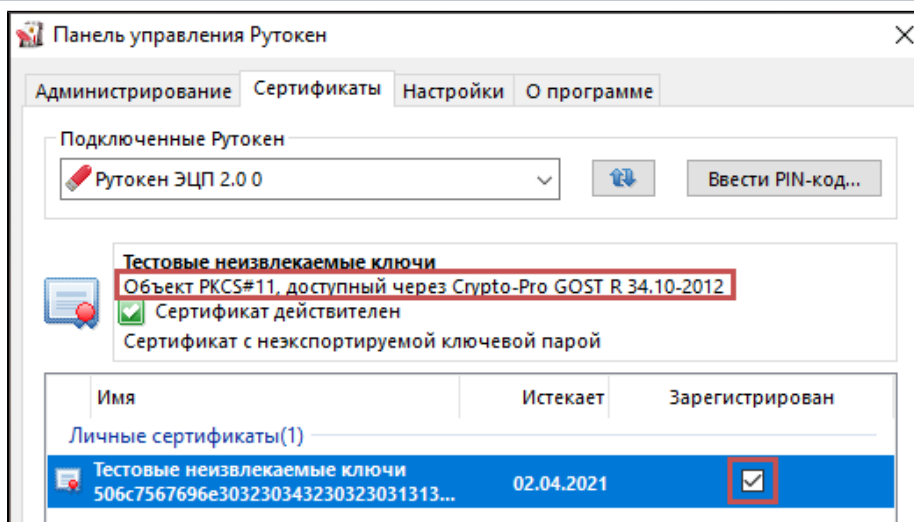 Панель управления Рутокен
Администрирование Сертификаты Настройки О программе
Подключенные Рутокен
Рутокен ЭЦП 2.0 0 Ввести PIN-код...
Тестовые неизвлекаемые ключи
Объект PKCS#11, доступный через Crypto-Pro GOST R 34.10-2012
Сертификат действителен
Сертификат с неэкспортируемой ключевой парой
Имя Истекает Зарегистрирован
Личные сертификаты(1)
Тестовые неизвлекаемые ключи
506c7567696e303230343230323031313... 02.04.2021